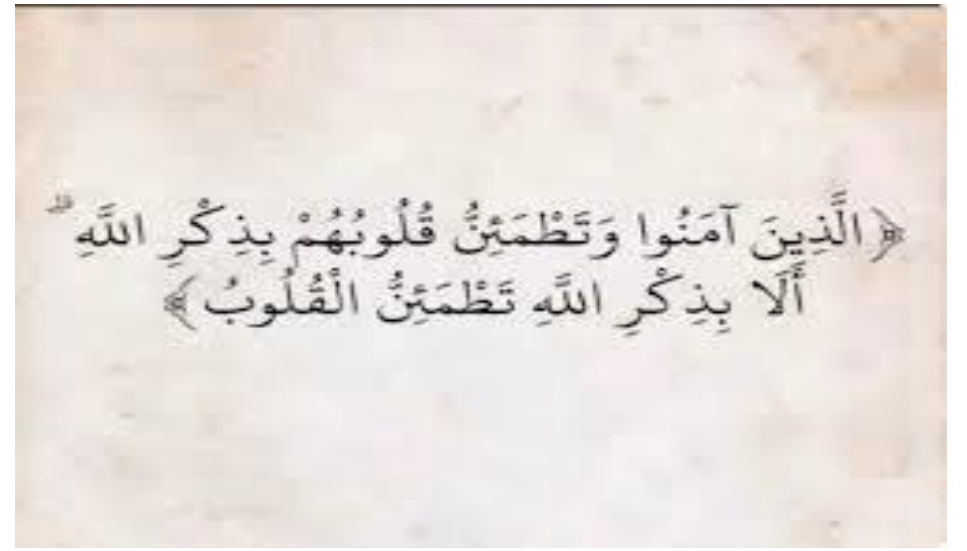 ﴿ الَّذِينَ آمَنُوا وَتَطْمَئِنُّ قُلُوبُهُمْ بِذِكْرِ اللَّهِ ۗ
أَلَا بِذِكْرِ اللَّهِ تَطْمَئِنُّ الْقُلُوبُ ﴾